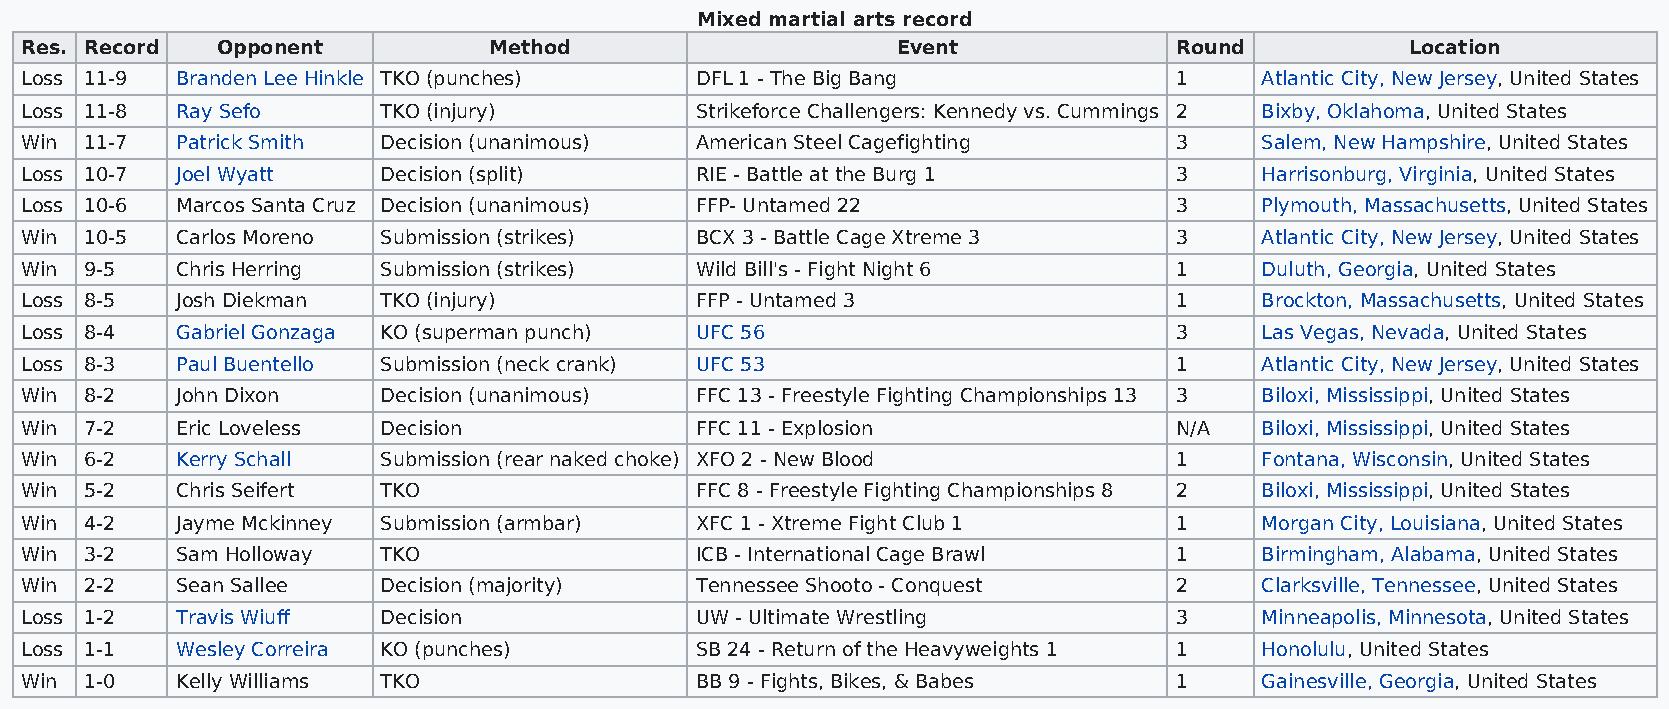 Mixed martial arts record
Res. Record Opponent Method Event Round Location
Loss 11-9 Branden Lee Hinkle TKO (punches) DFL 1 - The Big Bang 1 Atlantic City, New Jersey, United States
Loss 11-8 Ray Sefo TKO (injury) Strikeforce Challengers: Kennedy vs. Cummings 2 Bixby, Oklahoma, United States
Win 11-7 Patrick Smith Decision (unanimous) American Steel Cagefighting 3 Salem, New Hampshire, United States
Loss 10-7 Joel Wyatt Decision (split) RIE - Battle at the Burg 1 3 Harrisonburg, Virginia, United States
Loss 10-6 Marcos Santa Cruz Decision (unanimous) FFP- Untamed 22 3 Plymouth, Massachusetts, United States
Win 10-5 Carlos Moreno Submission (strikes) BCX 3 - Battle Cage Xtreme 3 3 Atlantic City, New Jersey, United States
Win 9-5 Chris Herring Submission (strikes) Wild Bill's - Fight Night 6 1 Duluth, Georgia, United States
Loss 8-5 Josh Diekman TKO (injury) FFP - Untamed 3 1 Brockton, Massachusetts, United States
Loss 8-4 Gabriel Gonzaga KO (superman punch) UFC 56 3 Las Vegas, Nevada, United States
Loss 8-3 Paul Buentello Submission (neck crank) UFC 53 1 Atlantic City, New Jersey, United States
Win 8-2 John Dixon Decision (unanimous) FFC 13 - Freestyle Fighting Championships 13 3 Biloxi, Mississippi, United States
Win 7-2 Eric Loveless Decision FFC 11 - Explosion N/A Biloxi, Mississippi, United States
Win 6-2 Kerry Schall Submission (rear naked choke) XFO 2 - New Blood 1 Fontana, Wisconsin, United States
Win 5-2 Chris Seifert TKO FFC 8 - Freestyle Fighting Championships 8 2 Biloxi, Mississippi, United States
Win 4-2 Jayme Mckinney Submission (armbar) XFC 1 - Xtreme Fight Club 1 1 Morgan City, Louisiana, United States
Win 3-2 Sam Holloway TKO ICB - International Cage Brawl 1 Birmingham, Alabama, United States
Win 2-2 Sean Sallee Decision (majority) Tennessee Shooto - Conquest 2 Clarksville, Tennessee, United States
Loss 1-2 Travis Wiuff Decision UW - Ultimate Wrestling 3 Minneapolis, Minnesota, United States
Loss 1-1 Wesley Correira KO (punches) SB 24 - Return of the Heavyweights 1 1 Honolulu, United States
Win 1-0 Kelly Williams TKO BB 9 - Fights, Bikes, & Babes 1 Gainesville, Georgia, United States